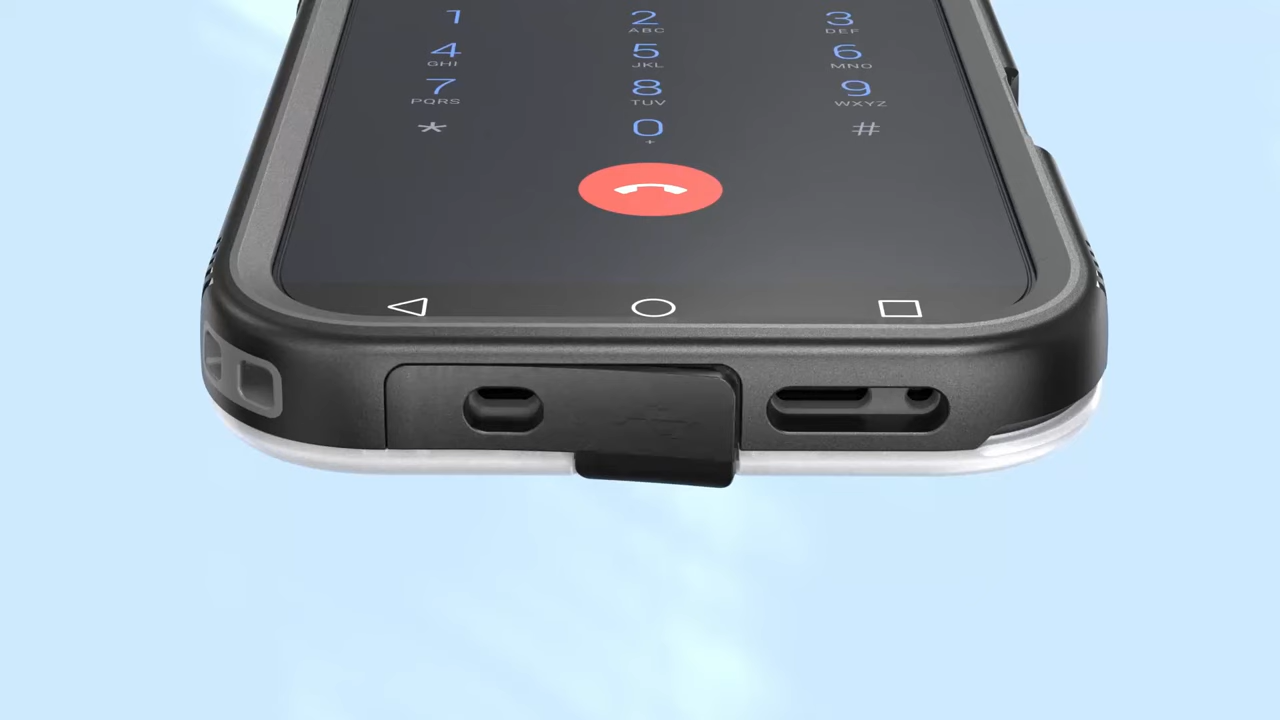 1 2 3
ABC DEF
4 5 6
GHI JKL MNO
7 8 9
PQRS TUV WXYZ
* 0 #
+